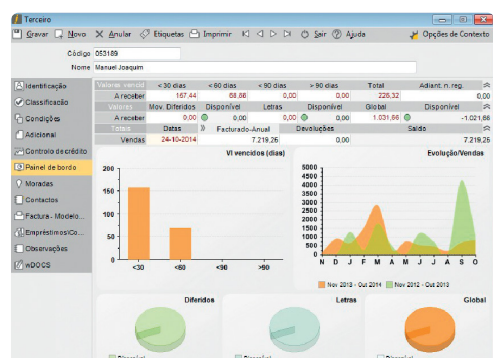 Terceiro
Gravar Novo Anular Etiquetas Imprimir Sair Ajuda Opções de Contexto
Código 053189
Nome Manuel Joaquim
Identificação
Classificação
Condições
Adicional
Controlo de crédito
Painel de bordo
Moradas
Contactos
Factura - Modelo...
Empréstimos\Co...
Observações
wDOCS
Valores vencid < 30 dias < 60 dias < 90 dias > 90 dias Total Adiant. n. reg.
A receber 167,44 68,88 0,00 0,00 226,32 0,00
Valores Mov. Diferidos Disponível Letras Disponível Global Disponível
A receber 0,00 0,00 0,00 0,00 1.031,66 -1.021,66
Totais Datas » Facturado-Anual Devoluções Saldo
Vendas 24-10-2014 7.219,26 0,00 7.219,26
Vl vencidos (dias)
200
150
100
50
0
<30 <60 <90 >90
Evolução/Vendas
5000
4500
4000
3500
3000
2500
2000
1500
1000
500
0
N D J F M A M J J A S O
Nov 2013 - Out 2014 Nov 2012 - Out 2013
Diferidos
Letras
Global